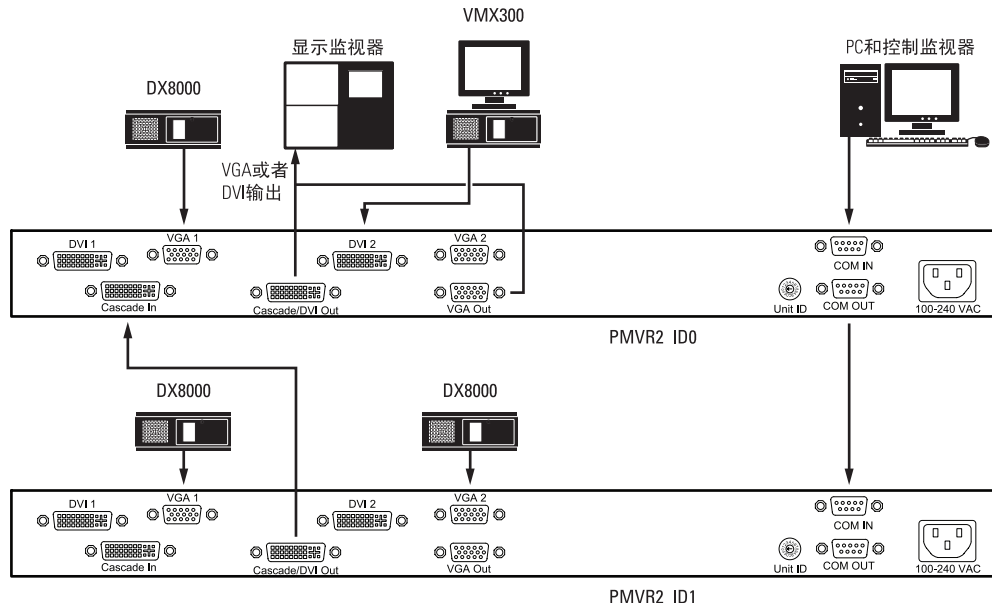 VMX300
显示监视器
PC和控制监视器
DX8000
VGA或者
DVI输出
DVI 1
VGA 1
DVI 2
VGA 2
COM IN
Cascade In
Cascade/DVI Out
VGA Out
Unit ID
COM OUT
100-240 VAC
PMVR2 ID0
DX8000
DX8000
DVI 1
VGA 1
DVI 2
VGA 2
COM IN
Cascade In
Cascade/DVI Out
VGA Out
Unit ID
COM OUT
100-240 VAC
PMVR2 ID1